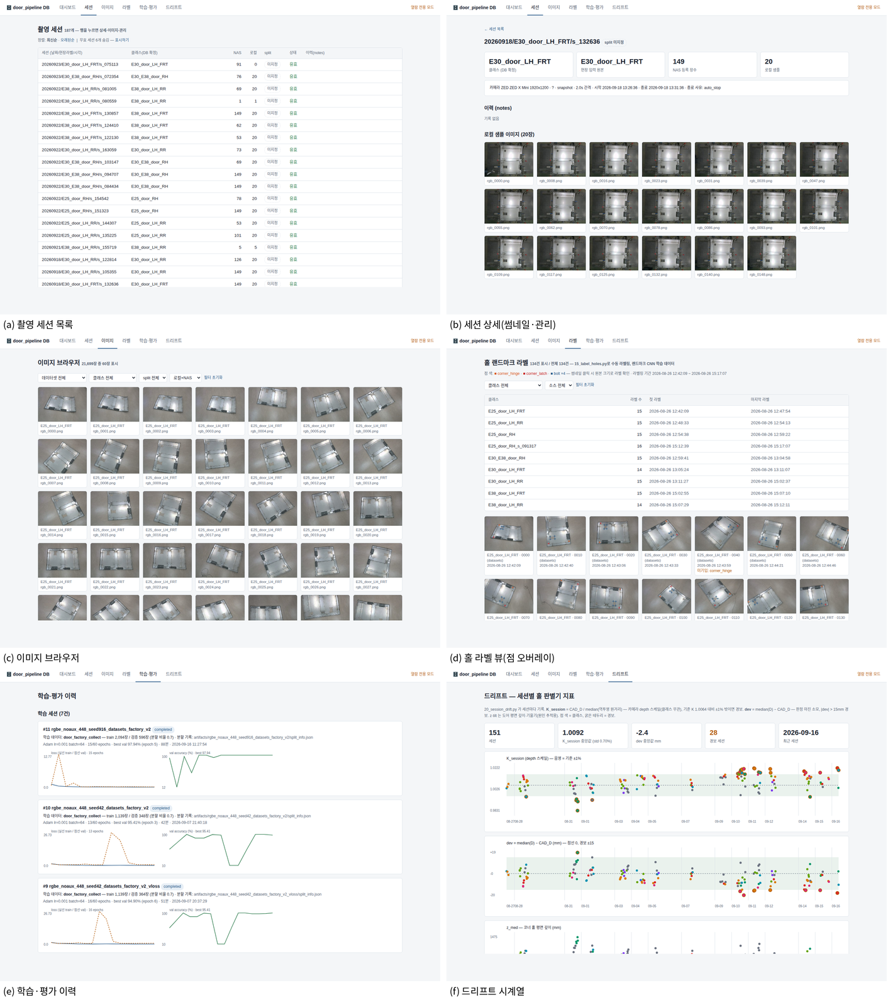 door_pipeline DB 대시보드 세션 이미지 라벨 학습·평가 드리프트 열람 전용 모드
촬영 세션 187개 — 행을 누르면 상세·이미지·관리
정렬: 최신순 · 오래된순 | 무효 세션 6개 숨김 — 표시하기
세션 (날짜/현장라벨/시각) 클래스(DB 확정) NAS 로컬 split 상태 이력(notes)
20260923/E30_door_LH_FRT/s_075113 E30_door_LH_FRT 91 0 미지정 유효
20260923/E30_E38_door_RH/s_072354 E30_E38_door_RH 76 20 미지정 유효
20260922/E38_door_LH_RR/s_081005 E38_door_LH_RR 69 20 미지정 유효
20260922/E38_door_LH_RR/s_080559 E38_door_LH_RR 1 1 미지정 유효
20260922/E38_door_LH_FRT/s_130857 E38_door_LH_FRT 149 20 미지정 유효
20260922/E38_door_LH_FRT/s_124410 E38_door_LH_FRT 62 20 미지정 유효
20260922/E38_door_LH_FRT/s_122130 E38_door_LH_FRT 53 20 미지정 유효
20260922/E30_door_LH_RR/s_163059 E30_door_LH_RR 73 20 미지정 유효
20260922/E30_E38_door_RH/s_103147 E30_E38_door_RH 69 20 미지정 유효
20260922/E30_E38_door_RH/s_094707 E30_E38_door_RH 149 20 미지정 유효
20260922/E30_E38_door_RH/s_084434 E30_E38_door_RH 149 20 미지정 유효
20260922/E25_door_RH/s_154542 E25_door_RH 78 20 미지정 유효
20260922/E25_door_RH/s_151323 E25_door_RH 149 20 미지정 유효
20260922/E25_door_LH_RR/s_144307 E25_door_LH_RR 53 20 미지정 유효
20260922/E25_door_LH_RR/s_135225 E25_door_LH_RR 101 20 미지정 유효
20260921/E38_door_LH_RR/s_155719 E38_door_LH_RR 5 5 미지정 유효
20260918/E30_door_LH_RR/s_122814 E30_door_LH_RR 126 20 미지정 유효
20260918/E30_door_LH_RR/s_105355 E30_door_LH_RR 149 20 미지정 유효
20260918/E30_door_LH_FRT/s_132636 E30_door_LH_FRT 149 20 미지정 유효
(a) 촬영 세션 목록
door_pipeline DB 대시보드 세션 이미지 라벨 학습·평가 드리프트 열람 전용 모드
← 세션 목록
20260918/E30_door_LH_FRT/s_132636 split 미지정
E30_door_LH_FRT E30_door_LH_FRT 149 20
클래스 (DB 확정) 현장 입력 원본 NAS 등록 장수 로컬 샘플
카메라 ZED ZED X Mini 1920x1200 · ? · snapshot · 2.0s 간격 · 시작 2026-09-18 13:26:36 · 종료 2026-09-18 13:31:36 · 종료 사유: auto_stop
이력 (notes)
기록 없음
로컬 샘플 이미지 (20장)
rgb_0000.png rgb_0008.png rgb_0016.png rgb_0023.png rgb_0031.png rgb_0039.png rgb_0047.png
rgb_0055.png rgb_0062.png rgb_0070.png rgb_0078.png rgb_0086.png rgb_0093.png rgb_0101.png
rgb_0109.png rgb_0117.png rgb_0125.png rgb_0132.png rgb_0140.png rgb_0148.png
(b) 세션 상세(썸네일·관리)
door_pipeline DB 대시보드 세션 이미지 라벨 학습·평가 드리프트 열람 전용 모드
이미지 브라우저 21,699장 중 60장 표시
데이터셋 전체 클래스 전체 split 전체 로컬+NAS 필터 초기화
E25_door_LH_FRT E25_door_LH_FRT E25_door_LH_FRT E25_door_LH_FRT E25_door_LH_FRT E25_door_LH_FRT E25_door_LH_FRT
rgb_0000.png rgb_0001.png rgb_0002.png rgb_0003.png rgb_0004.png rgb_0005.png rgb_0006.png
E25_door_LH_FRT E25_door_LH_FRT E25_door_LH_FRT E25_door_LH_FRT E25_door_LH_FRT E25_door_LH_FRT E25_door_LH_FRT
rgb_0007.png rgb_0008.png rgb_0009.png rgb_0010.png rgb_0011.png rgb_0012.png rgb_0013.png
E25_door_LH_FRT E25_door_LH_FRT E25_door_LH_FRT E25_door_LH_FRT E25_door_LH_FRT E25_door_LH_FRT E25_door_LH_FRT
rgb_0014.png rgb_0015.png rgb_0016.png rgb_0017.png rgb_0018.png rgb_0019.png rgb_0020.png
E25_door_LH_FRT E25_door_LH_FRT E25_door_LH_FRT E25_door_LH_FRT E25_door_LH_FRT E25_door_LH_FRT E25_door_LH_FRT
rgb_0021.png rgb_0022.png rgb_0023.png rgb_0024.png rgb_0025.png rgb_0026.png rgb_0027.png
(c) 이미지 브라우저
door_pipeline DB 대시보드 세션 이미지 라벨 학습·평가 드리프트 열람 전용 모드
홀 랜드마크 라벨 134건 표시 / 전체 134건 — 15_label_holes.py로 수동 라벨링, 랜드마크 CNN 학습 데이터
점 색: ■ corner_hinge · ■ corner_latch · ■ bolt ×4 — 썸네일 클릭 시 원본 크기로 라벨 확인 · 라벨링 기간 2026-08-26 12:42:09 ~ 2026-08-26 15:17:07
클래스 전체 소스 전체 필터 초기화
클래스 라벨 수 첫 라벨 마지막 라벨
E25_door_LH_FRT 15 2026-08-26 12:42:09 2026-08-26 12:47:54
E25_door_LH_RR 15 2026-08-26 12:48:33 2026-08-26 12:54:13
E25_door_RH 15 2026-08-26 12:54:38 2026-08-26 12:59:22
E25_door_RH_s_091317 16 2026-08-26 15:12:39 2026-08-26 15:17:07
E30_E38_door_RH 15 2026-08-26 12:59:41 2026-08-26 13:04:58
E30_door_LH_FRT 14 2026-08-26 13:05:24 2026-08-26 13:11:07
E30_door_LH_RR 15 2026-08-26 13:11:27 2026-08-26 15:02:37
E38_door_LH_FRT 15 2026-08-26 15:02:55 2026-08-26 15:07:10
E38_door_LH_RR 14 2026-08-26 15:07:29 2026-08-26 15:12:11
E25_door_LH_FRT · 0000 E25_door_LH_FRT · 0010 E25_door_LH_FRT · 0020 E25_door_LH_FRT · 0030 E25_door_LH_FRT · 0040 E25_door_LH_FRT · 0050 E25_door_LH_FRT · 0060
(datasets) (datasets) (datasets) (datasets) (datasets) (datasets) (datasets)
2026-08-26 12:42:09 2026-08-26 12:42:40 2026-08-26 12:43:06 2026-08-26 12:43:33 2026-08-26 12:43:59 2026-08-26 12:44:21 2026-08-26 12:44:46
미기입: corner_hinge
E25_door_LH_FRT · 0070 E25_door_LH_FRT · 0080 E25_door_LH_FRT · 0090 E25_door_LH_FRT · 0100 E25_door_LH_FRT · 0110 E25_door_LH_FRT · 0120 E25_door_LH_FRT · 0130
(d) 홀 라벨 뷰(점 오버레이)
door_pipeline DB 대시보드 세션 이미지 라벨 학습·평가 드리프트 열람 전용 모드
학습·평가 이력
학습 세션 (7건)
#11 rgbe_noaux_448_seed916_datasets_factory_v2 completed
학습 데이터: door_factory_collect — train 2,094장 / 검증 596장 (분할 비율 0.7) · 분할 기록: artifacts/rgbe_noaux_448_seed916_datasets_factory_v2/split_info.json
Adam lr=0.001 batch=64 · 15/60 epochs · best val 97.94% (epoch 5) · 88분 · 2026-09-16 11:27:54
loss (실선 train / 점선 val) · 15 epochs val accuracy (%) · best 97.94
12.77 100
0.0 12
#10 rgbe_noaux_448_seed42_datasets_factory_v2 completed
학습 데이터: door_factory_collect — train 1,139장 / 검증 348장 (분할 비율 0.7) · 분할 기록: artifacts/rgbe_noaux_448_seed42_datasets_factory_v2/split_info.json
Adam lr=0.001 batch=64 · 13/60 epochs · best val 95.41% (epoch 3) · 42분 · 2026-09-07 21:40:18
loss (실선 train / 점선 val) · 13 epochs val accuracy (%) · best 95.41
26.73 100
0.0 10
#9 rgbe_noaux_448_seed42_datasets_factory_v2_vloss completed
학습 데이터: door_factory_collect — train 1,139장 / 검증 364장 (분할 비율 0.7) · 분할 기록: artifacts/rgbe_noaux_448_seed42_datasets_factory_v2_vloss/split_info.json
Adam lr=0.001 batch=64 · 16/60 epochs · best val 94.90% (epoch 6) · 51분 · 2026-09-07 20:37:29
loss (실선 train / 점선 val) · 16 epochs val accuracy (%) · best 95.41
26.73 100
0.0 10
(e) 학습·평가 이력
door_pipeline DB 대시보드 세션 이미지 라벨 학습·평가 드리프트 열람 전용 모드
드리프트 — 세션별 홀 판별기 지표
20_session_drift.py 가 세션마다 기록. K_session = CAD_D / median(역투영 원거리) — 카메라 depth 스케일(클래스 무관), 기준 K 1.0064 대비 ±1% 밖이면 경보. dev = median(D) − CAD_D — 판정 마진 소모, |dev| > 15mm 경
보. z·tilt 는 도어 평면 깊이·기울기(원인 추적용). 점 색 = 클래스, 굵은 테두리 = 경보.
151 1.0092 -2.4 28 2026-09-16
세션 K_session 중앙값 (std 0.70%) dev 중앙값 mm 경보 세션 최근 세션
K_session (depth 스케일) — 음영 = 기준 ±1%
1.0222
1.0026
0.9831
08-27 08-28 08-31 09-01 09-03 09-04 09-05 09-07 09-09 09-10 09-11 09-12 09-14 09-15 09-16
dev = median(D) − CAD_D (mm) — 점선 0, 경보 ±15
+19
-0
-20
08-27 08-28 08-31 09-01 09-03 09-04 09-05 09-07 09-09 09-10 09-11 09-12 09-14 09-15 09-16
z_med — 코너 홀 평면 깊이 (mm)
1475
(f) 드리프트 시계열